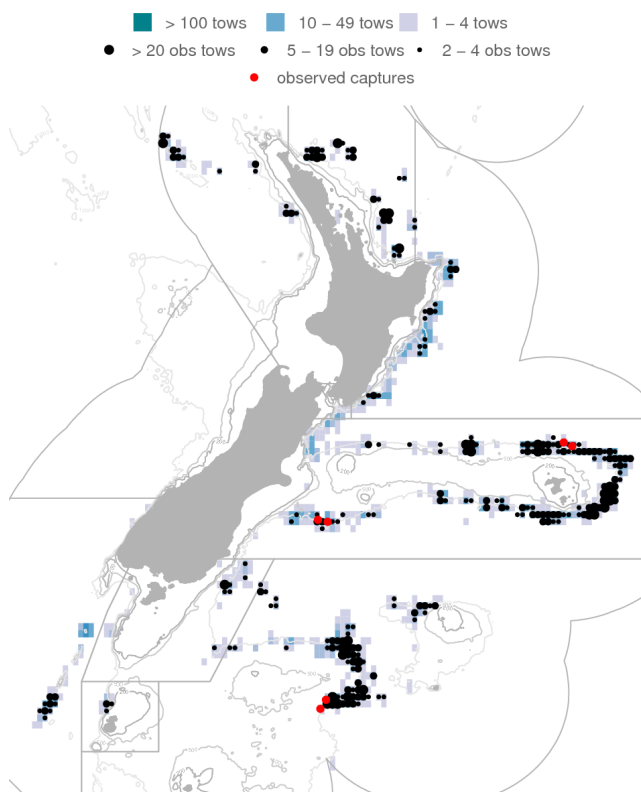 > 100 tows 10 − 49 tows 1 − 4 tows
> 20 obs tows 5 − 19 obs tows 2 − 4 obs tows
observed captures